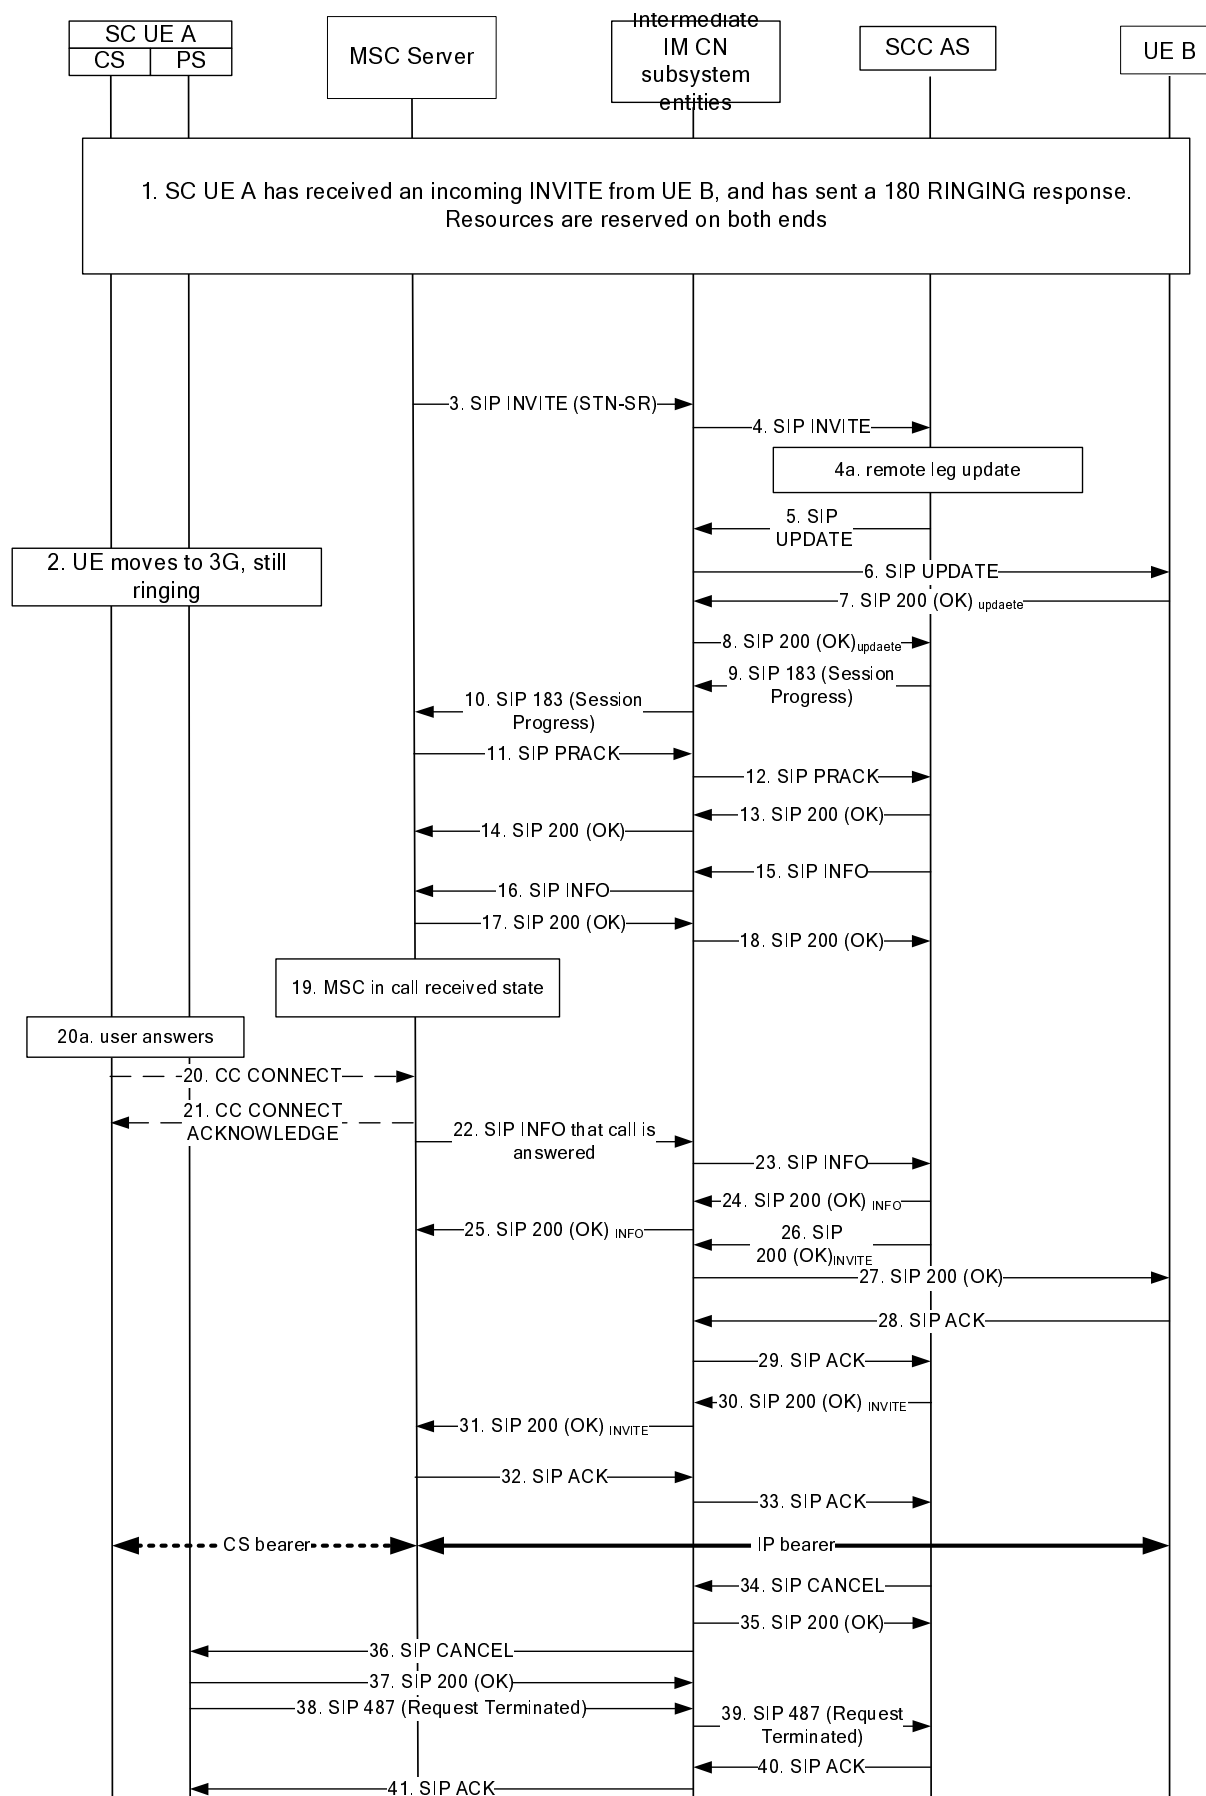 SC UE A
CS
PS
MSC Server
Intermediate
IM CN
subsystem
entities
SCC AS
UE B
1. SC UE A has received an incoming INVITE from UE B, and has sent a 180 RINGING response.
Resources are reserved on both ends
3. SIP INVITE (STN-SR)
4. SIP INVITE
4a. remote leg update
5. SIP
UPDATE
2. UE moves to 3G, still
ringing
6. SIP UPDATE
7. SIP 200 (OK) updaete
8. SIP 200 (OK)updaete
9. SIP 183 (Session
Progress)
10. SIP 183 (Session
Progress)
11. SIP PRACK
12. SIP PRACK
13. SIP 200 (OK)
14. SIP 200 (OK)
15. SIP INFO
16. SIP INFO
17. SIP 200 (OK)
18. SIP 200 (OK)
19. MSC in call received state
20a. user answers
20. CC CONNECT
21. CC CONNECT
ACKNOWLEDGE
22. SIP INFO that call is
answered
23. SIP INFO
24. SIP 200 (OK) INFO
25. SIP 200 (OK) INFO
26. SIP
200 (OK)INVITE
27. SIP 200 (OK)
28. SIP ACK
29. SIP ACK
30. SIP 200 (OK) INVITE
31. SIP 200 (OK) INVITE
32. SIP ACK
33. SIP ACK
CS bearer
IP bearer
34. SIP CANCEL
35. SIP 200 (OK)
36. SIP CANCEL
37. SIP 200 (OK)
38. SIP 487 (Request Terminated)
39. SIP 487 (Request
Terminated)
40. SIP ACK
41. SIP ACK